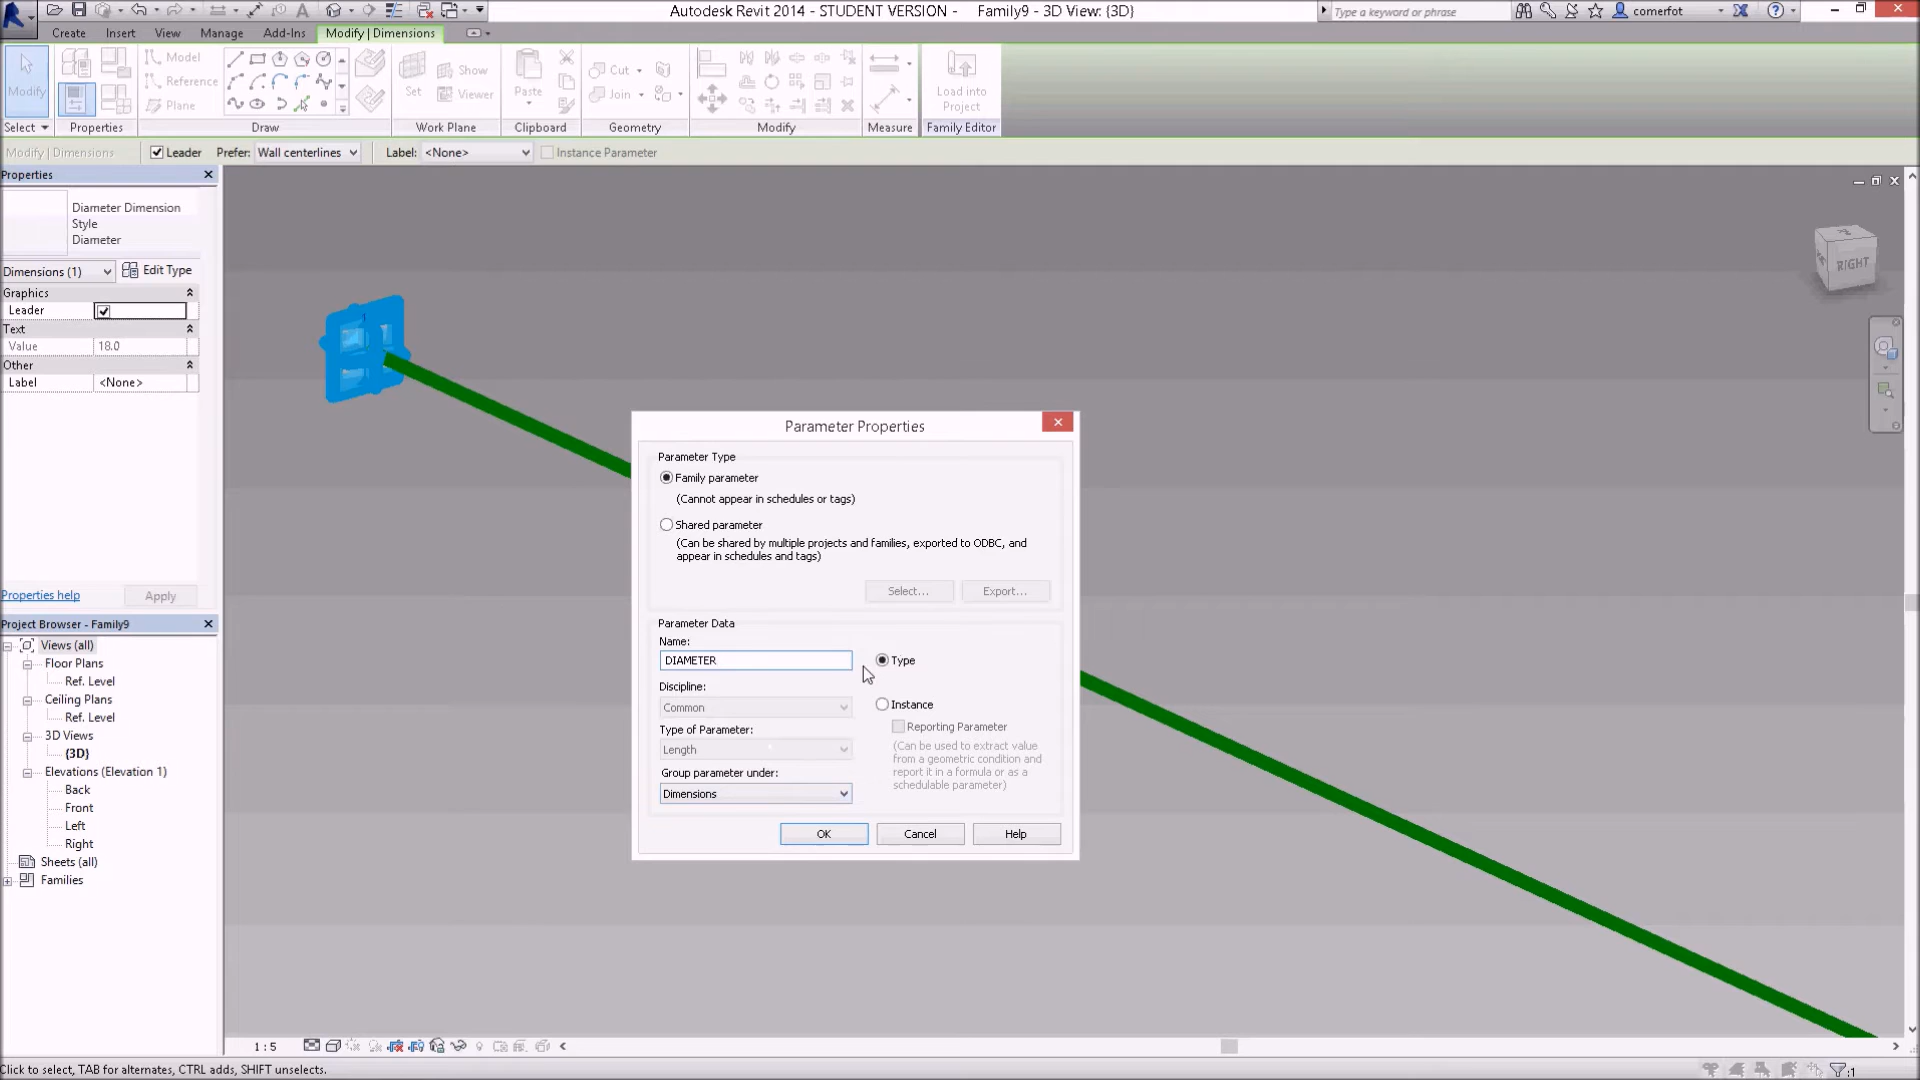 Autodesk Revit 2014 - STUDENT VERSION -    Family9 - 3D View: {3D}
Type a keyword or phrase
comerfot
Create Insert View Manage Add-Ins Modify | Dimensions
Modify
Model
Reference
Plane
Set
Show
Viewer
Paste
Cut
Join
Load into
Project
Select Properties Draw Work Plane Clipboard Geometry Modify Measure Family Editor
Modify | Dimensions Leader Prefer: Wall centerlines Label: <None> Instance Parameter
Properties
Diameter Dimension
Style
Diameter
Dimensions (1) Edit Type
Graphics
Leader
Text
Value 18.0
Other
Label <None>
Properties help Apply
Project Browser - Family9
Views (all)
Floor Plans
Ref. Level
Ceiling Plans
Ref. Level
3D Views
{3D}
Elevations (Elevation 1)
Back
Front
Left
Right
Sheets (all)
Families
RIGHT
Parameter Properties
Parameter Type
Family parameter
(Cannot appear in schedules or tags)
Shared parameter
(Can be shared by multiple projects and families, exported to ODBC, and
appear in schedules and tags)
Select... Export...
Parameter Data
Name:
DIAMETER
Type
Discipline:
Common
Instance
Reporting Parameter
Type of Parameter:
Length
(Can be used to extract value
from a geometric condition and
report it in a formula or as a
schedulable parameter)
Group parameter under:
Dimensions
OK Cancel Help
1 : 5
Click to select, TAB for alternates, CTRL adds, SHIFT unselects.
:1